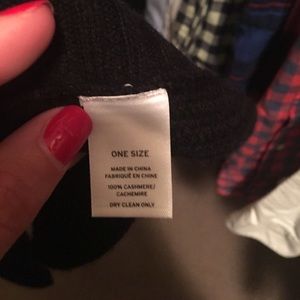 ONE SIZE
MADE IN CHINA
FABRIQUÉ EN CHINE
100% CASHMERE/
CACHEMIRE
DRY CLEAN ONLY